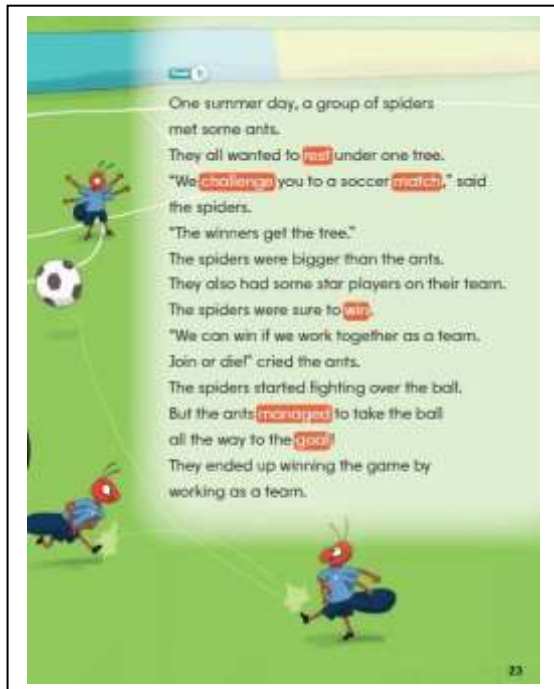 One summer day, a group of spiders
met some ants.
They all wanted to rest under one tree.
"We challenge you to a soccer match," said
the spiders.
"The winners get the tree."
The spiders were bigger than the ants.
They also had some star players on their team.
The spiders were sure to win.
"We can win if we work together as a team.
Join or die!" cried the ants.
The spiders started fighting over the ball.
But the ants managed to take the ball
all the way to the goal!
They ended up winning the game by
working as a team.
23